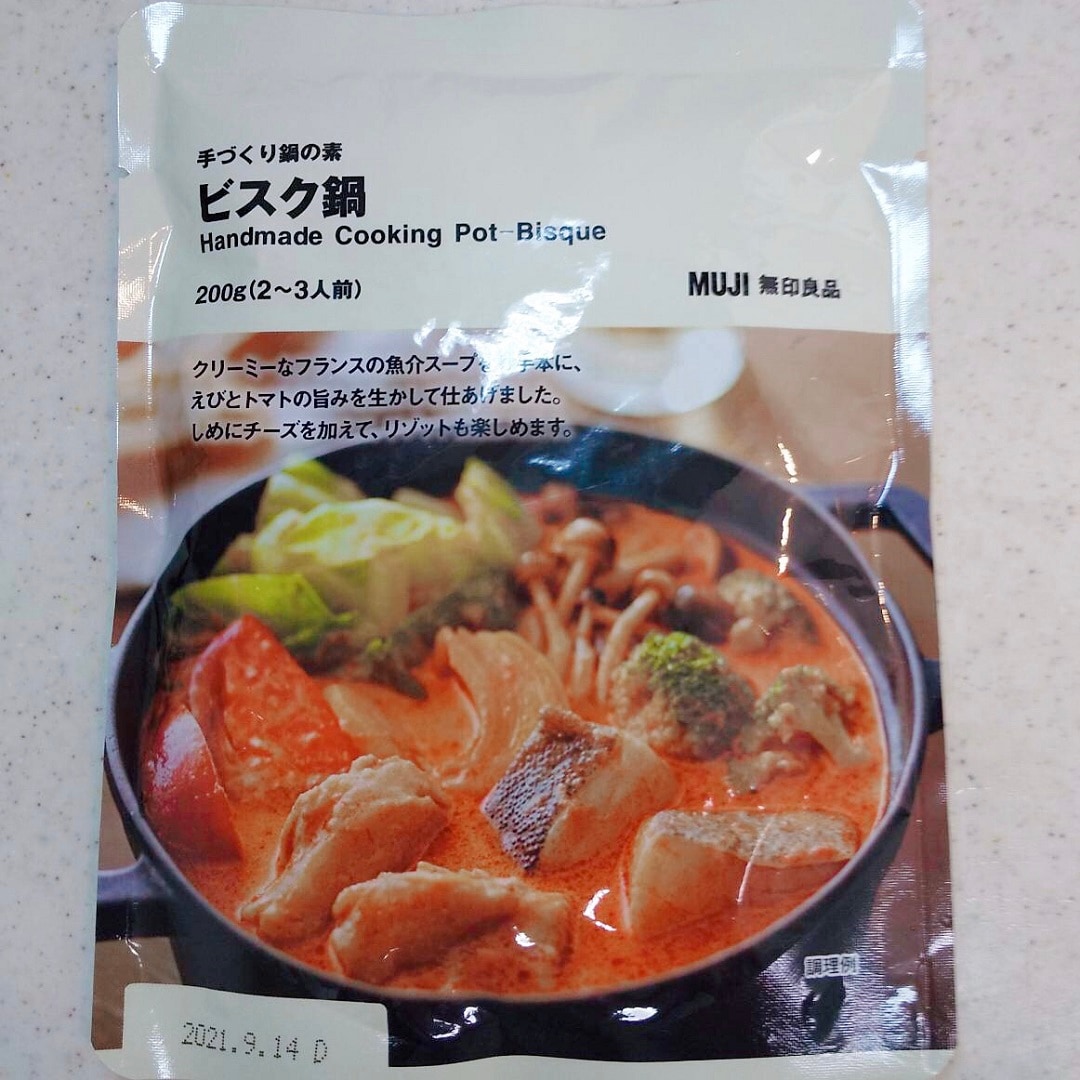 手づくり鍋の素
ビスク鍋
Handmade Cooking Pot-Bisque
200g(2〜3人前)
MUJI 無印良品
クリーミーなフランスの魚介スープを 手本に、
えびとトマトの旨みを生かして仕あげました。
しめにチーズを加えて、リゾットも楽しめます。
調理例
2021.9.14 D